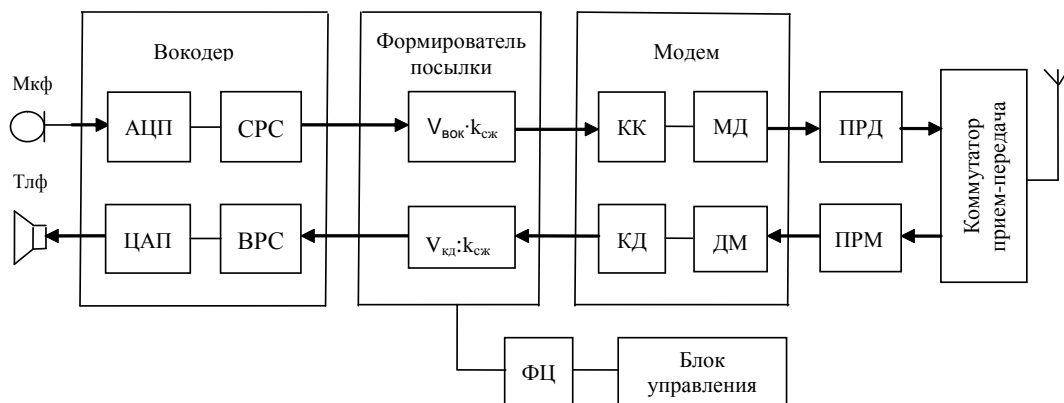 Вокодер
Формирователь
посылки
Модем
Мкф
АЦП
СРС
Vвок·kсж
КК
МД
ПРД
Коммутатор
прием-передача
Тлф
ЦАП
ВРС
Vкд:kсж
КД
ДМ
ПРМ
ФЦ
Блок
управления